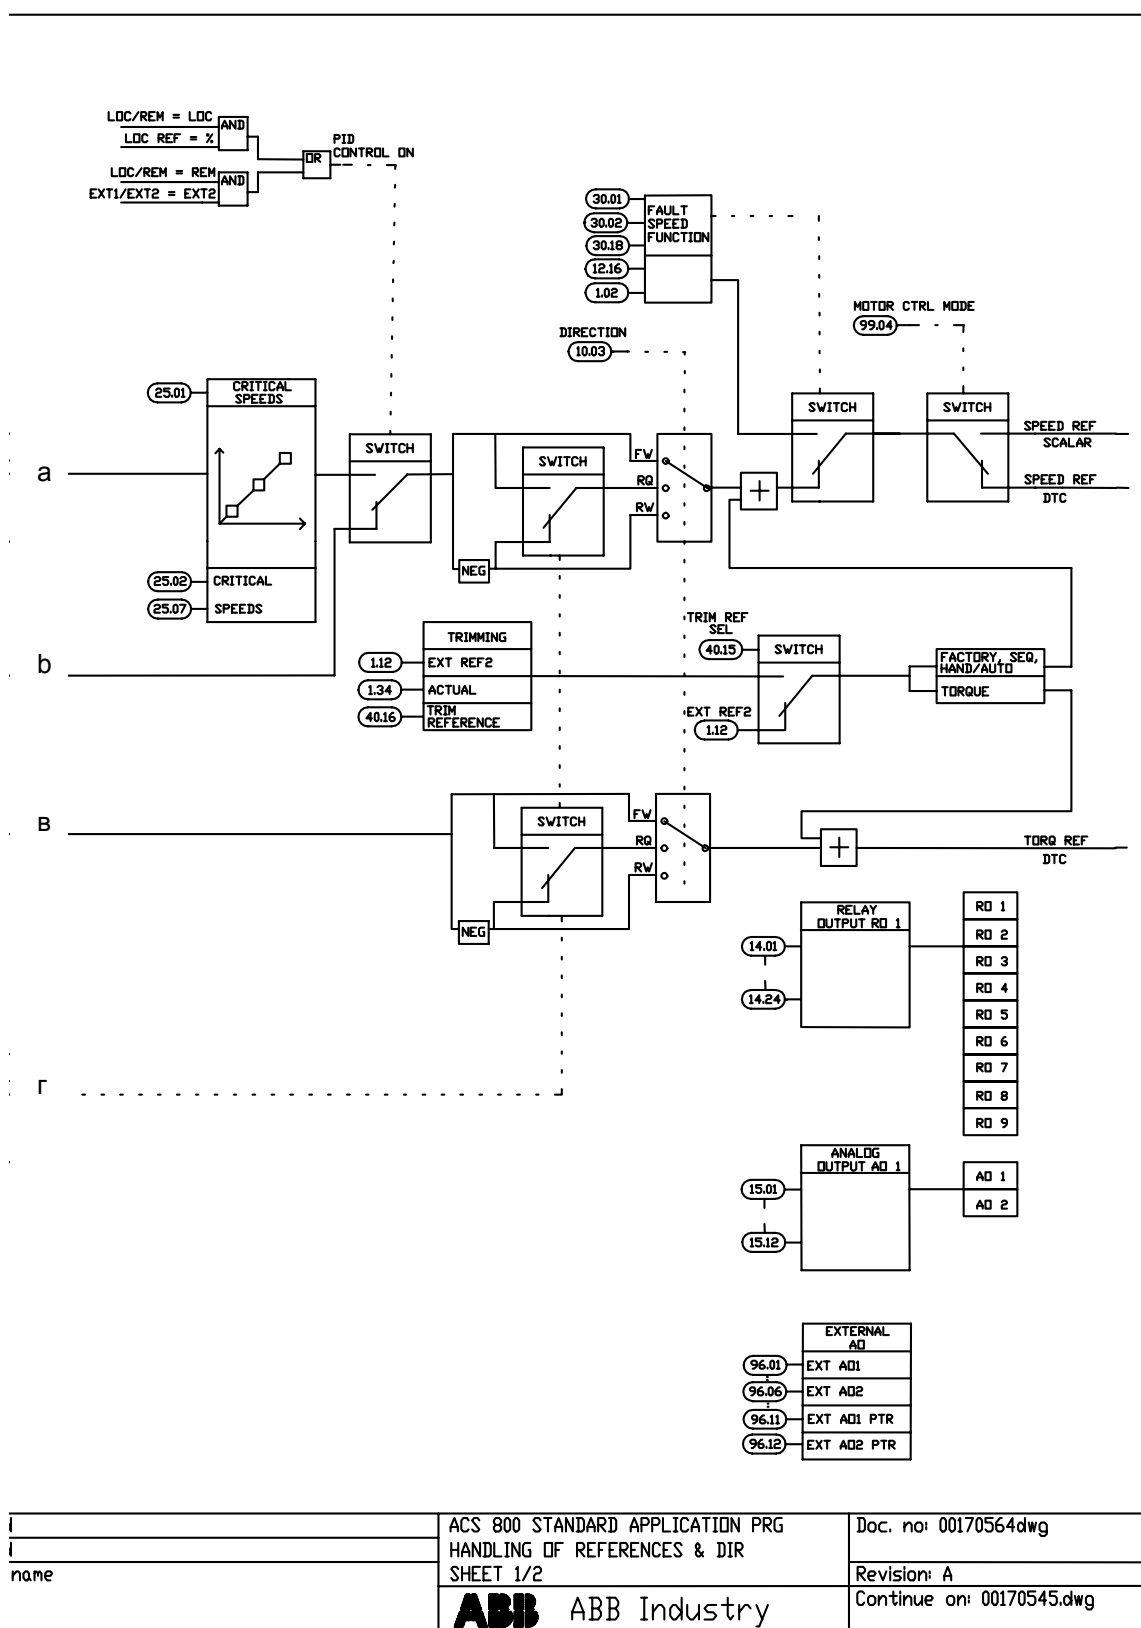 LOC/REM = LOC
LOC REF = %
AND
LOC/REM = REM
EXT1/EXT2 = EXT2
AND
OR
PID
CONTROL ON
30.01
30.02
30.18
12.16
1.02
FAULT
SPEED
FUNCTION
MOTOR CTRL MODE
99.04
DIRECTION
10.03
25.01
CRITICAL
SPEEDS
SWITCH
SWITCH
SWITCH
SWITCH
SPEED REF
SCALAR
SPEED REF
DTC
FW
RQ
RW
a
NEG
25.02
CRITICAL
25.07
SPEEDS
b
TRIMMING
1.12
EXT REF2
1.34
ACTUAL
40.16
TRIM
REFERENCE
TRIM REF
SEL
40.15
SWITCH
EXT REF2
1.12
FACTORY, SEQ,
HAND/AUTO
TORQUE
в
SWITCH
FW
RQ
RW
NEG
TORQ REF
DTC
RELAY
OUTPUT RO 1
14.01
14.24
RO 1
RO 2
RO 3
RO 4
RO 5
RO 6
RO 7
RO 8
RO 9
г
ANALOG
OUTPUT AO 1
15.01
15.12
AO 1
AO 2
EXTERNAL
AO
96.01
EXT AO1
96.06
EXT AO2
96.11
EXT AO1 PTR
96.12
EXT AO2 PTR
name
ACS 800 STANDARD APPLICATION PRG
HANDLING OF REFERENCES & DIR
SHEET 1/2
ABB ABB Industry
Doc. no: 00170564dwg
Revision: A
Continue on: 00170545.dwg